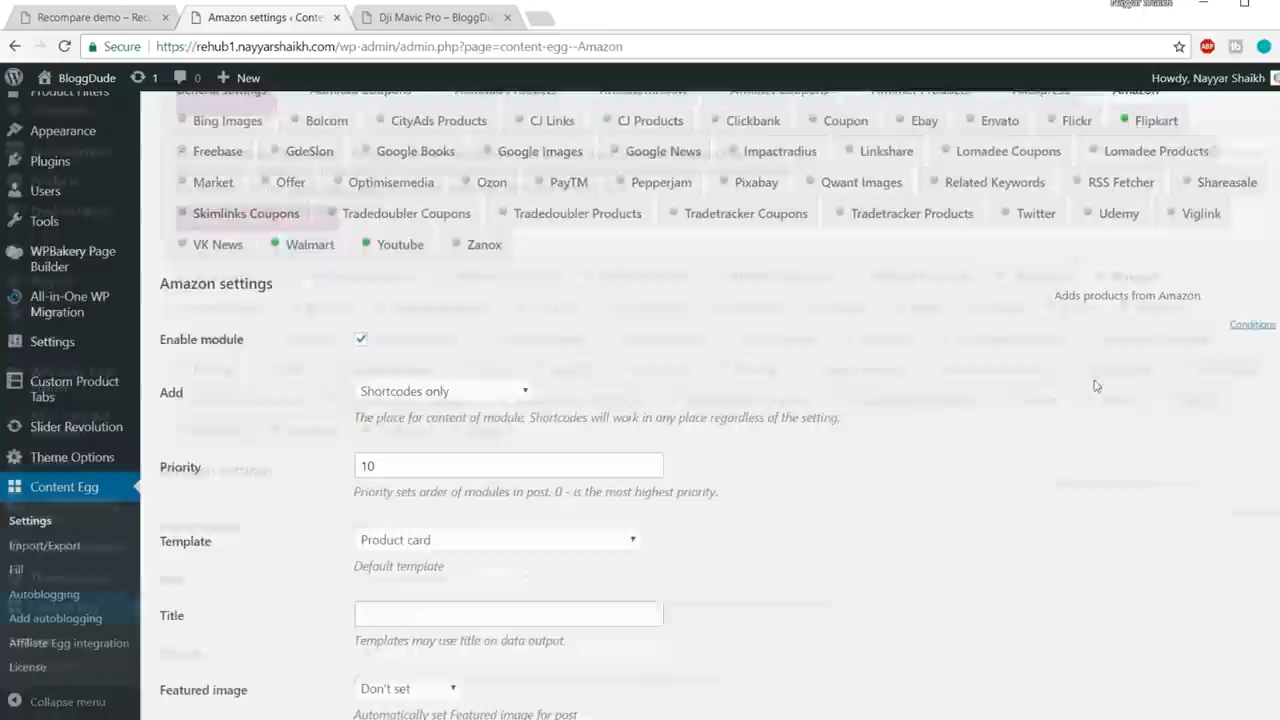 Recompare demo – Rec
Amazon settings ‹ Conte
Dji Mavic Pro – BloggDu
Nayyar Shaikh
Secure
https://rehub1.nayyarshaikh.com/wp-admin/admin.php?page=content-egg--Amazon
ABP
BloggDude
1
0
New
Howdy, Nayyar Shaikh
Product Filters
Appearance
Plugins
Users
Tools
WPBakery Page
Builder
All-in-One WP
Migration
Settings
Custom Product
Tabs
Slider Revolution
Theme Options
Content Egg
Settings
Import/Export
Fill
Autoblogging
Add autoblogging
Affiliate Egg integration
License
Collapse menu
Bing Images Bolcom CityAds Products CJ Links CJ Products Clickbank Coupon Ebay Envato Flickr Flipkart
Freebase GdeSlon Google Books Google Images Google News Impactradius Linkshare Lomadee Coupons Lomadee Products
Market Offer Optimisemedia Ozon PayTM Pepperjam Pixabay Qwant Images Related Keywords RSS Fetcher Shareasale
Skimlinks Coupons Tradedoubler Coupons Tradedoubler Products Tradetracker Coupons Tradetracker Products Twitter Udemy Viglink
VK News Walmart Youtube Zanox
Amazon settings
Adds products from Amazon.
Conditions
Enable module
Add
Shortcodes only
The place for content of module. Shortcodes will work in any place regardless of the setting.
Priority
10
Priority sets order of modules in post. 0 - is the most highest priority.
Template
Product card
Default template
Title
Templates may use title on data output.
Featured image
Don't set
Automatically set Featured image for post